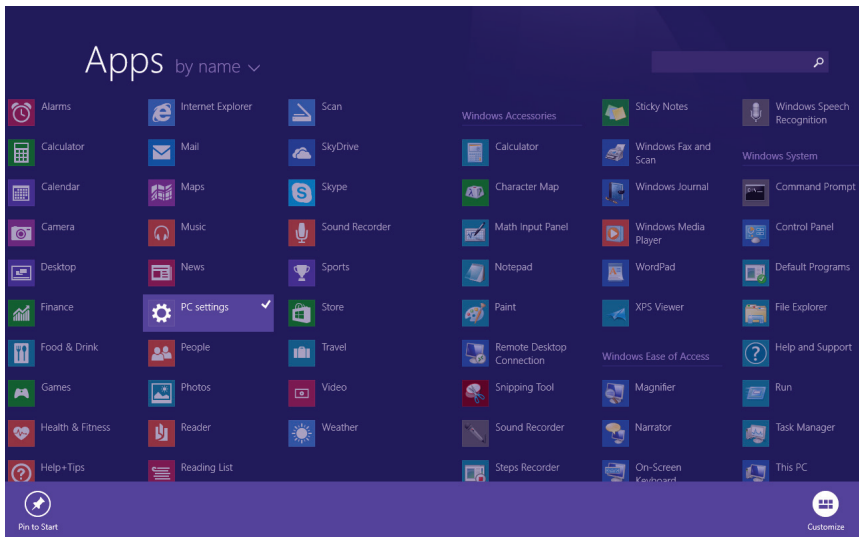 Apps by name
Alarms
Calculator
Calendar
Camera
Desktop
Finance
Food & Drink
Games
Health & Fitness
Help+Tips
Internet Explorer
Mail
Maps
Music
News
PC settings
People
Photos
Reader
Reading List
Scan
SkyDrive
Skype
Sound Recorder
Sports
Store
Travel
Video
Weather
Windows Accessories
Calculator
Character Map
Math Input Panel
Notepad
Paint
Remote Desktop
Connection
Snipping Tool
Sound Recorder
Steps Recorder
Sticky Notes
Windows Fax and
Scan
Windows Journal
Windows Media
Player
WordPad
XPS Viewer
Windows Ease of Access
Magnifier
Narrator
On-Screen
Keyboard
Windows Speech
Recognition
Windows System
Command Prompt
Control Panel
Default Programs
File Explorer
Help and Support
Run
Task Manager
This PC
Pin to Start
Customize